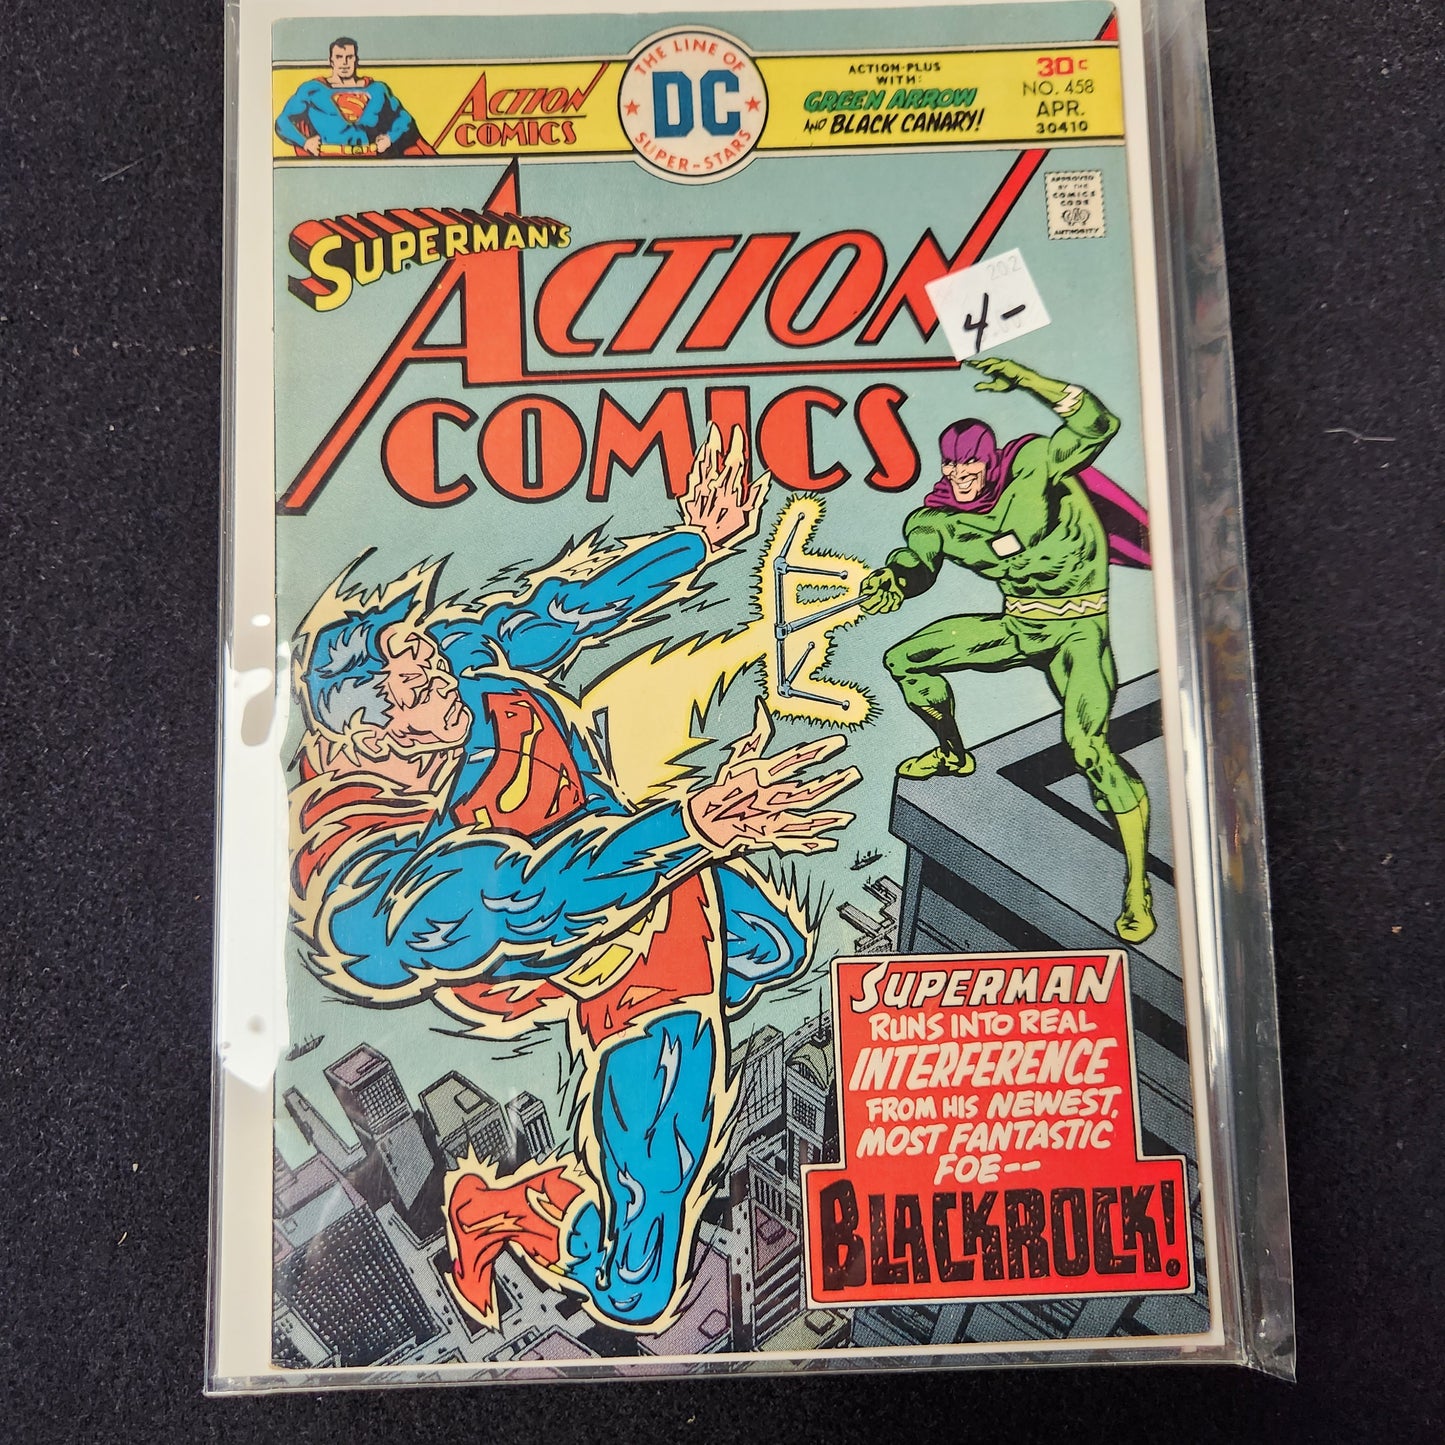 ACTION
COMICS
THE LINE OF
DC
SUPER-STARS
ACTION-PLUS
WITH:
GREEN ARROW
AND BLACK CANARY!
30¢
NO. 458
APR.
30410
APPROVED
BY THE
COMICS
CODE
AUTHORITY
SUPERMAN'S
ACTION
COMICS
202
4-
SUPERMAN
RUNS INTO REAL
INTERFERENCE
FROM HIS NEWEST,
MOST FANTASTIC
FOE--
BLACKROCK!